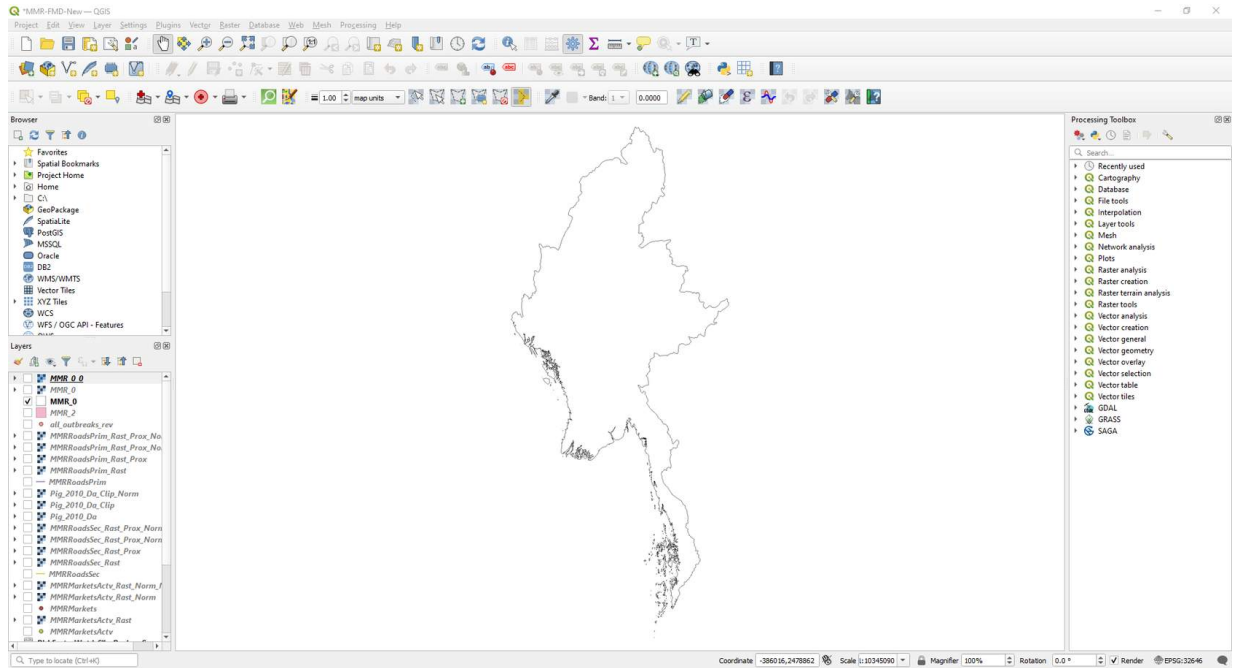 *MMR-FMD-New — QGIS
Project Edit View Layer Settings Plugins Vector Raster Database Web Mesh Processing Help
1.00 map units Band: 1 0.0000
Browser
Favorites
Spatial Bookmarks
Project Home
Home
C:\
GeoPackage
SpatiaLite
PostGIS
MSSQL
Oracle
DB2
WMS/WMTS
Vector Tiles
XYZ Tiles
WCS
WFS / OGC API - Features
Layers
MMR_0_0
MMR_0
MMR_0
MMR_2
all_outbreaks_rev
MMRRoadsPrim_Rast_Prox_No
MMRRoadsPrim_Rast_Prox_No
MMRRoadsPrim_Rast_Prox
MMRRoadsPrim_Rast
MMRRoadsPrim
Pig_2010_Da_Clip_Norm
Pig_2010_Da_Clip
Pig_2010_Da
MMRRoadsSec_Rast_Prox_Norn
MMRRoadsSec_Rast_Prox_Norn
MMRRoadsSec_Rast_Prox
MMRRoadsSec_Rast
MMRRoadsSec
MMRMarketsActv_Rast_Norm_
MMRMarketsActv_Rast_Norm
MMRMarkets
MMRMarketsActv_Rast
MMRMarketsActv
Processing Toolbox
Search...
Recently used
Cartography
Database
File tools
Interpolation
Layer tools
Mesh
Network analysis
Plots
Raster analysis
Raster creation
Raster terrain analysis
Raster tools
Vector analysis
Vector creation
Vector general
Vector geometry
Vector overlay
Vector selection
Vector table
Vector tiles
GDAL
GRASS
SAGA
Type to locate (Ctrl+K) Coordinate -386016,2478862 Scale 1:10345090 Magnifier 100% Rotation 0.0 ° Render EPSG:32646